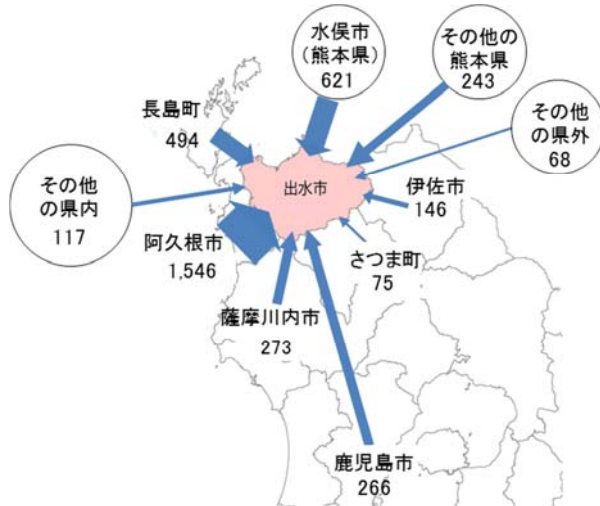 水俣市
(熊本県)
621
その他の
熊本県
243
長島町
494
その他
の県外
68
その他
の県内
117
出水市
伊佐市
146
阿久根市
1,546
さつま町
75
薩摩川内市
273
鹿児島市
266